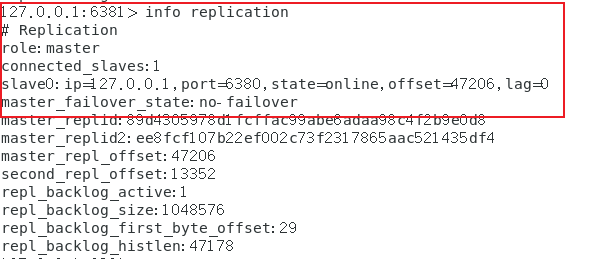 127.0.0.1:6381> info replication
# Replication
role:master
connected_slaves:1
slave0:ip=127.0.0.1,port=6380,state=online,offset=47206,lag=0
master_failover_state:no-failover
master_replid:89d4305978d1fcffac99abe6adaa98c4f2b9e0d8
master_replid2:ee8fcf107b22ef002c73f2317865aac521435df4
master_repl_offset:47206
second_repl_offset:13352
repl_backlog_active:1
repl_backlog_size:1048576
repl_backlog_first_byte_offset:29
repl_backlog_histlen:47178